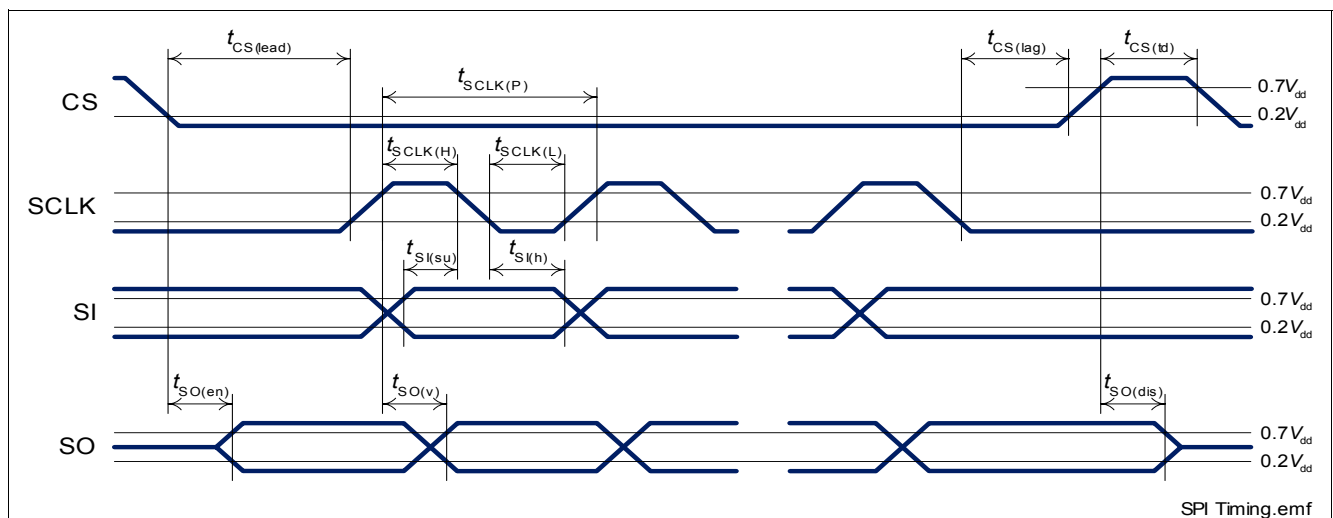 tCS(lead)
tCS(lag)
tCS(td)
tSCLK(P)
CS
0.7Vdd
0.2Vdd
tSCLK(H)
tSCLK(L)
SCLK
0.7Vdd
0.2Vdd
tSI(su)
tSI(h)
SI
0.7Vdd
0.2Vdd
tSO(en)
tSO(v)
tSO(dis)
SO
0.7Vdd
0.2Vdd
SPI Timing.emf